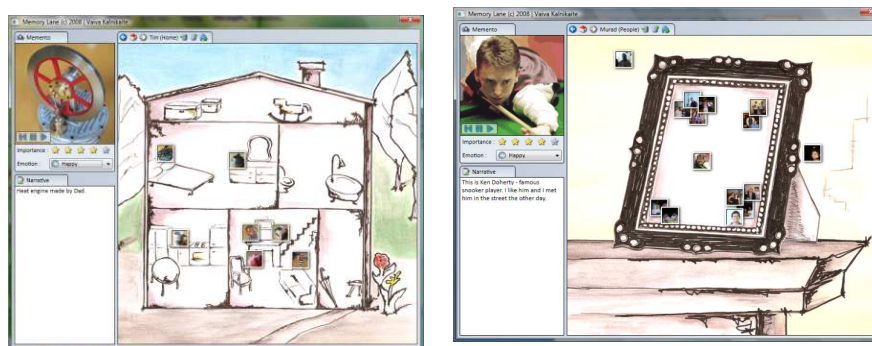 Memory Lane (c) 2008 | Vaiva Kalnikaite
Memento
Tim (Home)
Importance :
Emotion :
Happy
Narrative
Heat engine made by Dad.
Memory Lane (c) 2008 | Vaiva Kalnikaite
Memento
Murad (People)
Importance :
Emotion :
Happy
Narrative
This is Ken Doherty - famous
snooker player. I like him and I met
him in the street the other day.